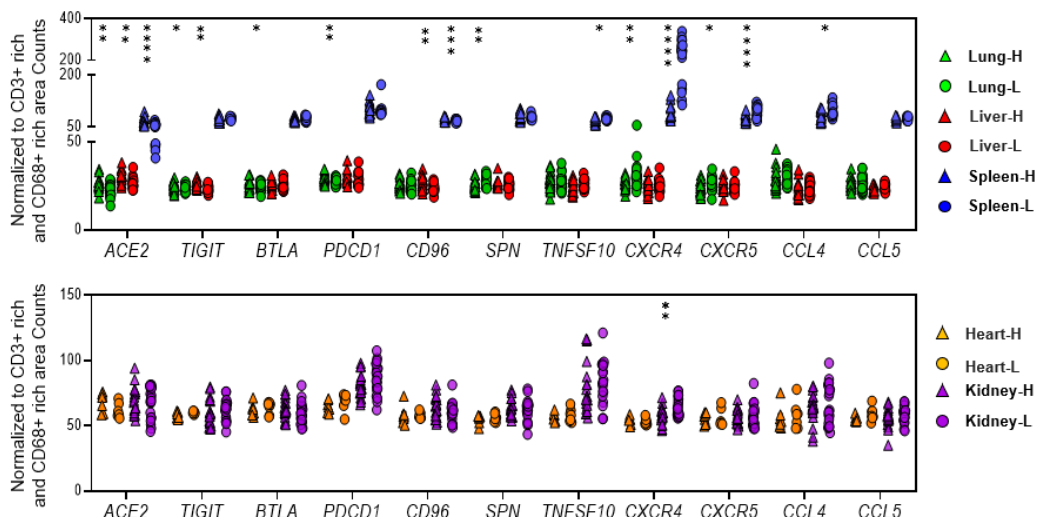 Normalized to CD3+ rich
and CD68+ rich area Counts
400
200
200
50
50
0
** ** **** * ** * ** ** *** ** * ** **** * **** *
ACE2 TIGIT BTLA PDCD1 CD96 SPN TNFSF10 CXCR4 CXCR5 CCL4 CCL5
Lung-H
Lung-L
Liver-H
Liver-L
Spleen-H
Spleen-L
Normalized to CD3+ rich
and CD68+ rich area Counts
150
100
50
0
**
ACE2 TIGIT BTLA PDCD1 CD96 SPN TNFSF10 CXCR4 CXCR5 CCL4 CCL5
Heart-H
Heart-L
Kidney-H
Kidney-L